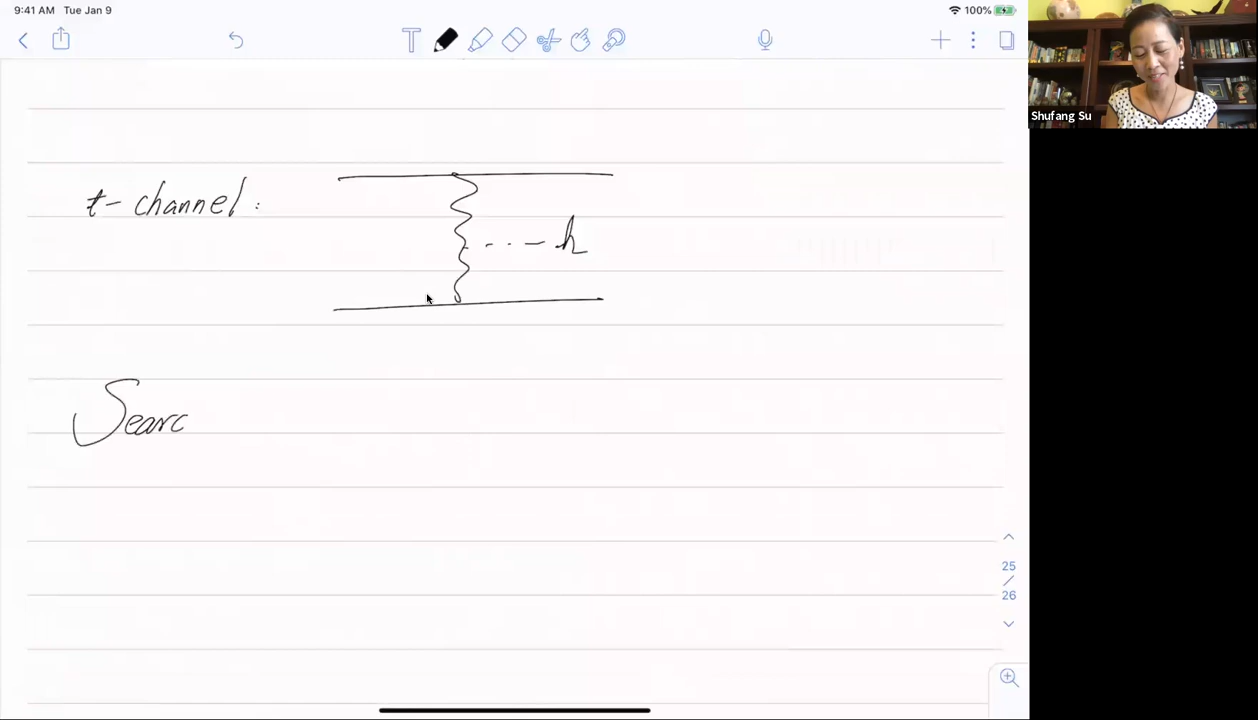 9:41 AM Tue Jan 9
100%
T
Shufang Su
t-channel:
h
Searc
25
/
26